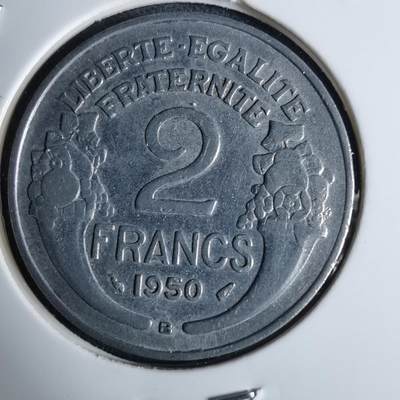 LIBERTE·EGALITE
FRATERNITE
2
FRANCS
1950
B